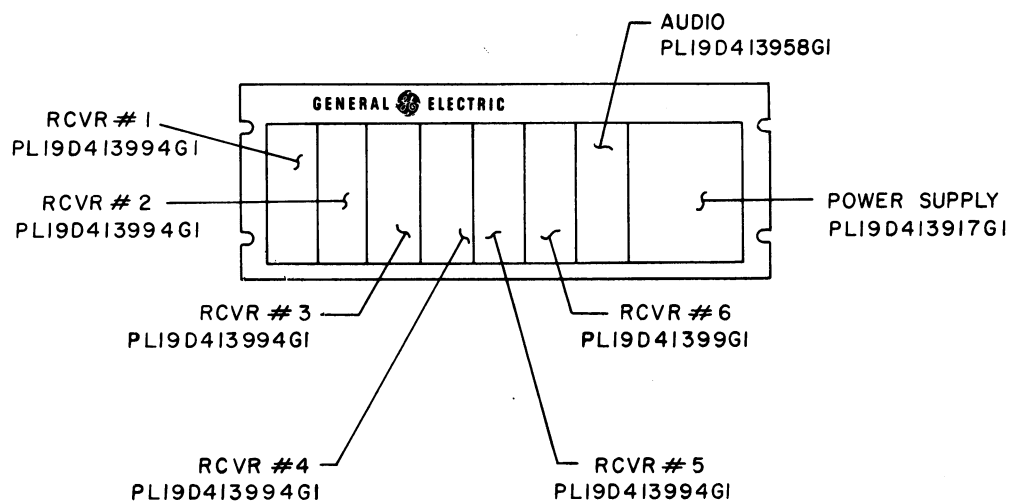 AUDIO
PL19D413958G1
GENERAL GE ELECTRIC
RCVR # 1
PL19D413994G1
RCVR # 2
PL19D413994G1
POWER SUPPLY
PL19D413917G1
RCVR # 3
PL19D413994G1
RCVR # 6
PL19D41399G1
RCVR #4
PL19D413994G1
RCVR # 5
PL19D413994G1